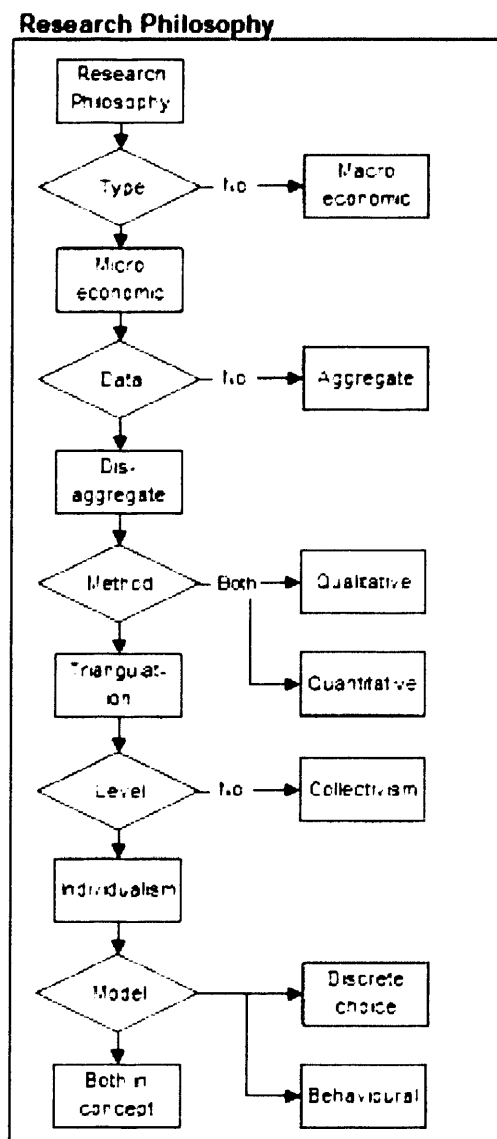 Research Philosophy
Research
Philosophy
Type
No
Macro
economic
Micro
economic
Data
No
Aggregate
Dis-
aggregate
Method
Both
Qualitative
Triangulat-
ion
Quantitative
Level
No
Collectivism
Individualism
Model
Discrete
choice
Both in
concept
Behavioural